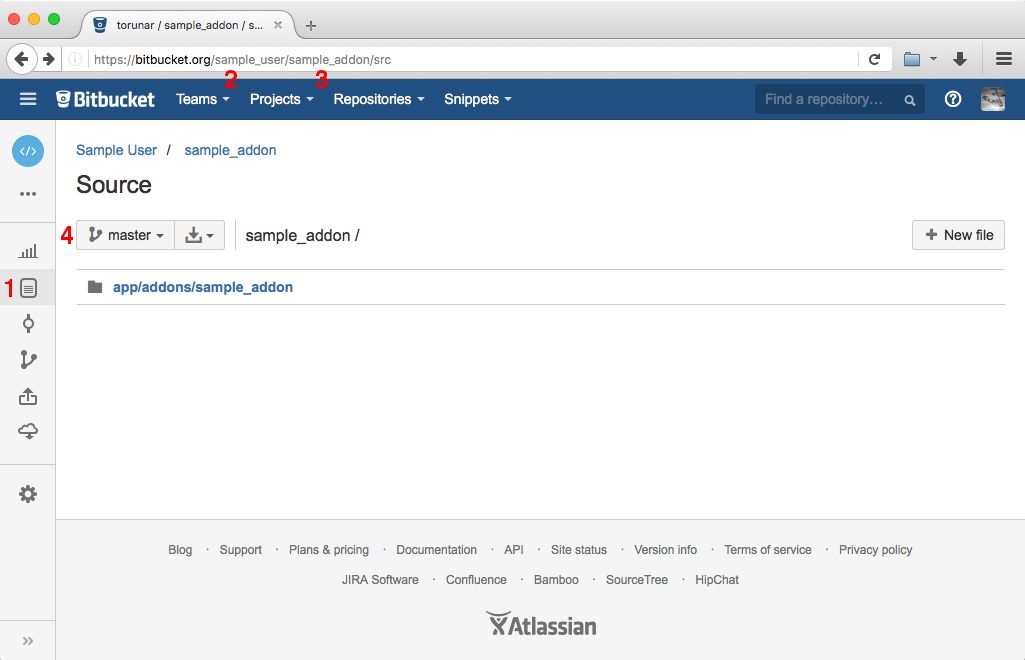 torunar / sample_addon / s...
https://bitbucket.org/sample_user/sample_addon/src
2 3
Bitbucket Teams Projects Repositories Snippets Find a repository...
Sample User / sample_addon
Source
4 master sample_addon / + New file
1 app/addons/sample_addon
Blog · Support · Plans & pricing · Documentation · API · Site status · Version info · Terms of service · Privacy policy
JIRA Software · Confluence · Bamboo · SourceTree · HipChat
Atlassian